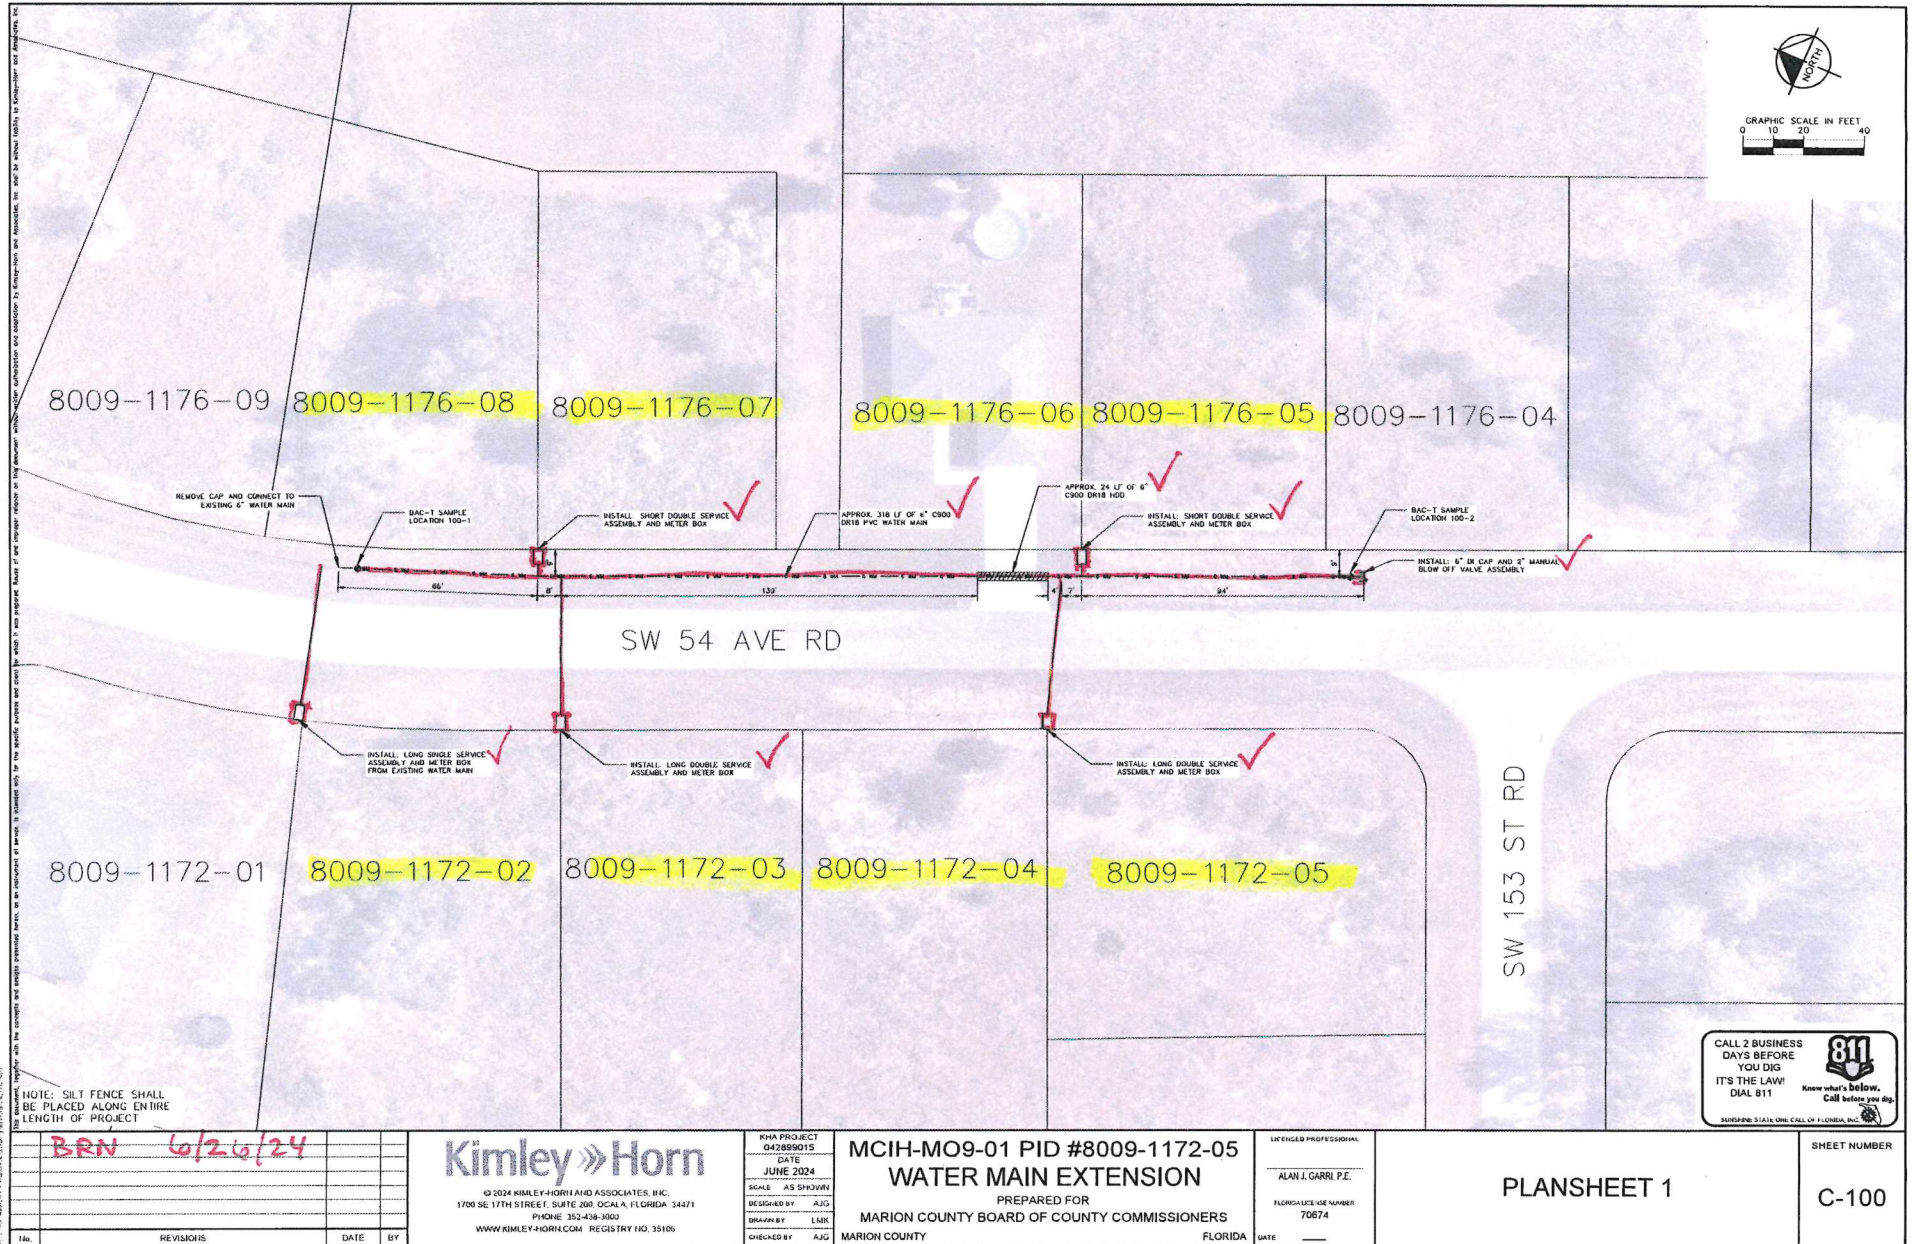 NORTH
GRAPHIC SCALE IN FEET
0 10 20 40
8009-1176-09
8009-1176-08
8009-1176-07
8009-1176-06
8009-1176-05
8009-1176-04
REMOVE CAP AND CONNECT TO
EXISTING 6" WATER MAIN
BAC-T SAMPLE
LOCATION 100-1
INSTALL: SHORT DOUBLE SERVICE
ASSEMBLY AND METER BOX
APPROX. 318 LF OF 6" C900
DR18 PVC WATER MAIN
APPROX. 24 LF OF 6"
C900 DR18 HDD
INSTALL: SHORT DOUBLE SERVICE
ASSEMBLY AND METER BOX
BAC-T SAMPLE
LOCATION 100-2
INSTALL: 6" DI CAP AND 2" MANUAL
BLOW OFF VALVE ASSEMBLY
66'
8'
139'
4'
7'
94'
SW 54 AVE RD
INSTALL: LONG SINGLE SERVICE
ASSEMBLY AND METER BOX
FROM EXISTING WATER MAIN
INSTALL: LONG DOUBLE SERVICE
ASSEMBLY AND METER BOX
INSTALL: LONG DOUBLE SERVICE
ASSEMBLY AND METER BOX
SW 153 ST RD
8009-1172-01
8009-1172-02
8009-1172-03
8009-1172-04
8009-1172-05
NOTE: SILT FENCE SHALL
BE PLACED ALONG ENTIRE
LENGTH OF PROJECT
CALL 2 BUSINESS
DAYS BEFORE
YOU DIG
IT'S THE LAW!
DIAL 811
811
Know what's below.
Call before you dig.
SUNSHINE STATE ONE CALL OF FLORIDA, INC.
BRN 6/26/24
No. REVISIONS DATE BY
Kimley»Horn
© 2024 KIMLEY-HORN AND ASSOCIATES, INC.
1700 SE 17TH STREET, SUITE 200, OCALA, FLORIDA 34471
PHONE 352-438-3000
WWW.KIMLEY-HORN.COM REGISTRY NO. 35106
KHA PROJECT
042899015
DATE
JUNE 2024
SCALE AS SHOWN
DESIGNED BY AJG
DRAWN BY LMK
CHECKED BY AJG
MCIH-MO9-01 PID #8009-1172-05
WATER MAIN EXTENSION
PREPARED FOR
MARION COUNTY BOARD OF COUNTY COMMISSIONERS
MARION COUNTY FLORIDA
LICENSED PROFESSIONAL
ALAN J. GARRI, P.E.
FLORIDA LICENSE NUMBER
70674
DATE
PLANSHEET 1
SHEET NUMBER
C-100